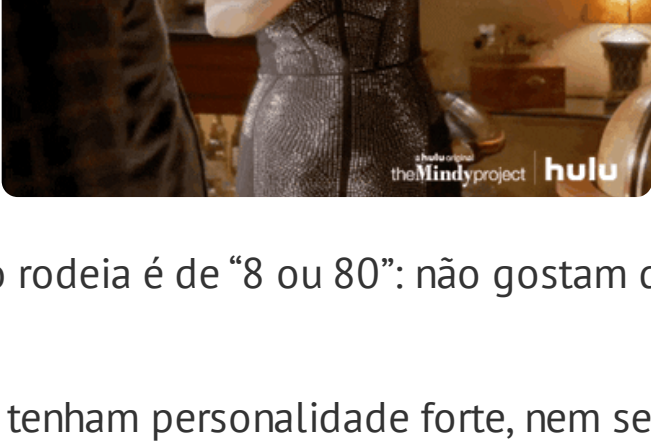 a hulu original
theMindyproject | hulu
rodeia é de “8 ou 80”: não gostam
tenham personalidade forte, nem se